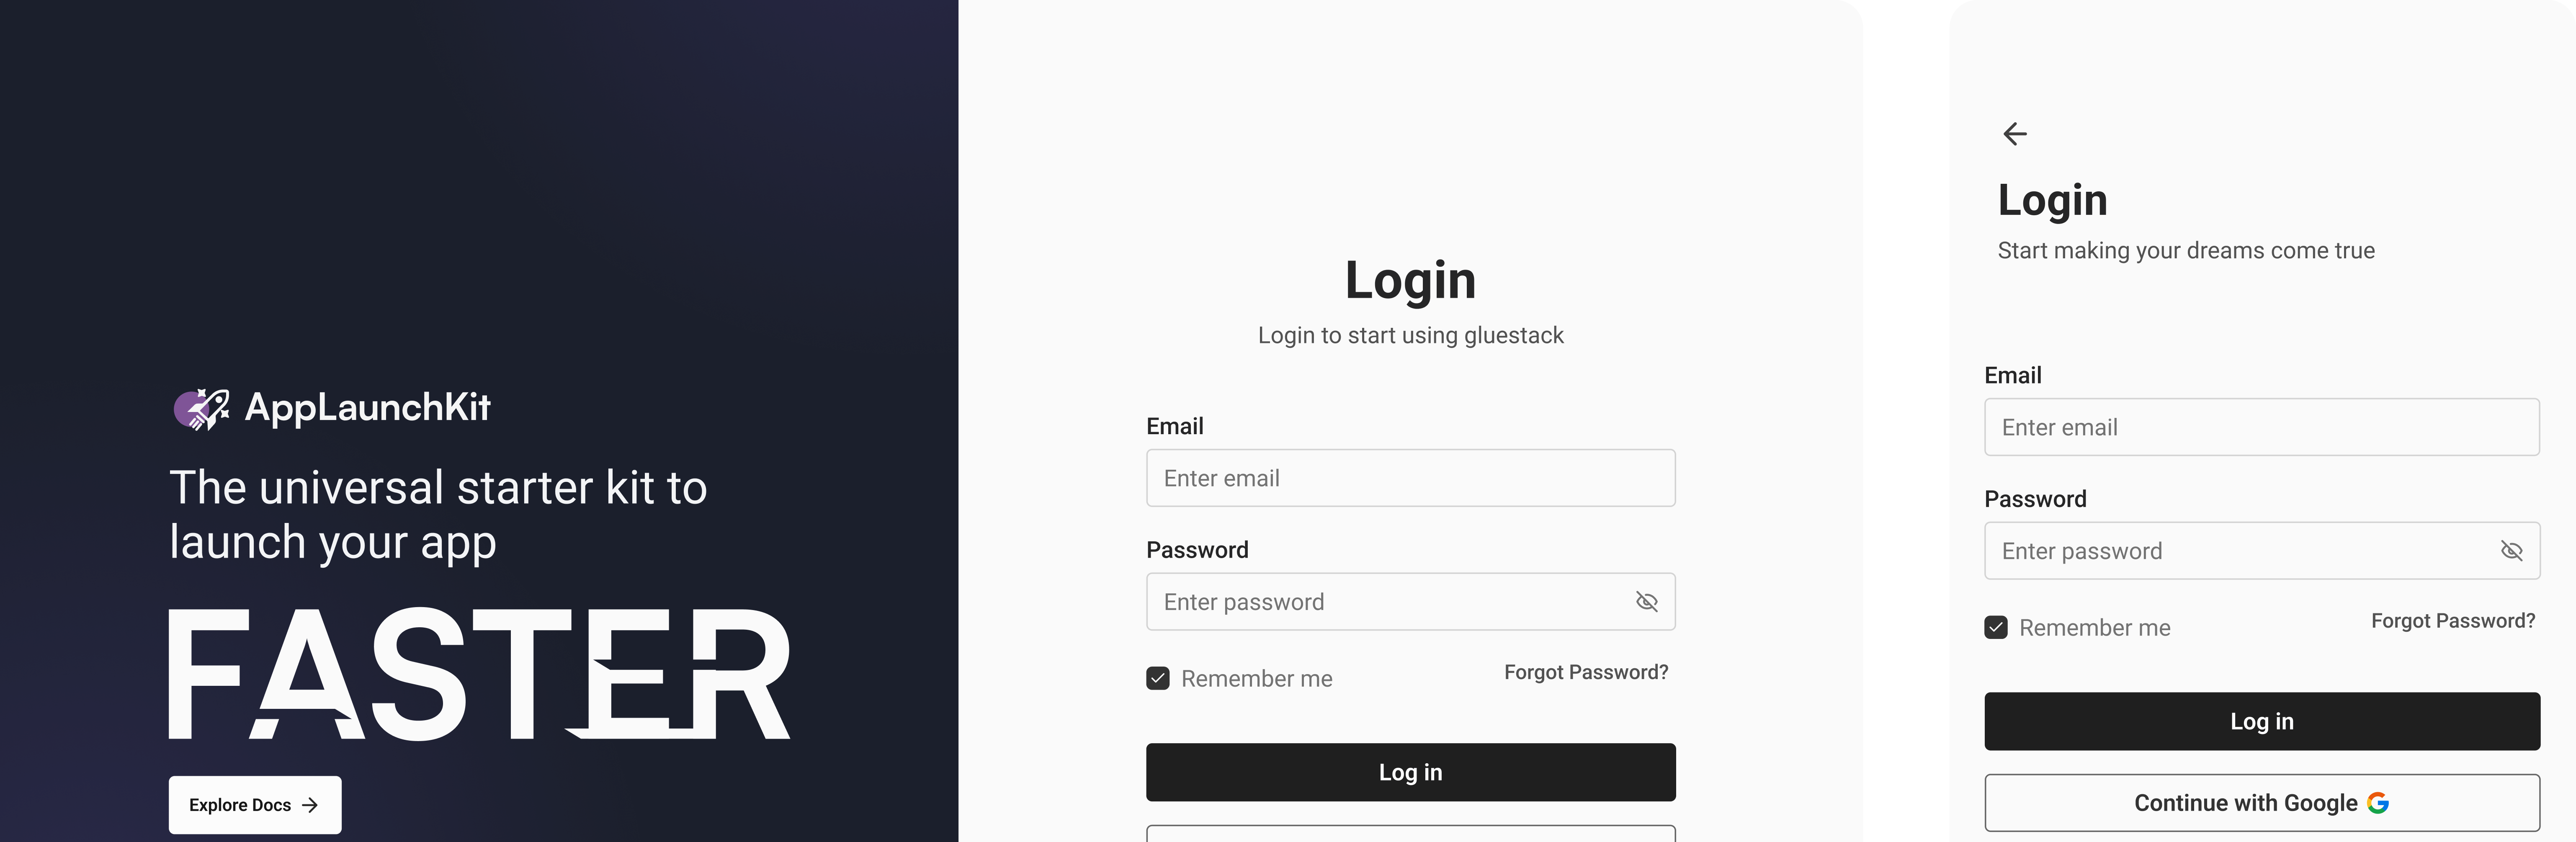 AppLaunchKit
The universal starter kit to
launch your app
FASTER
Explore Docs
Login
Login to start using gluestack
Email
Enter email
Password
Enter password
Remember me
Forgot Password?
Log in
Login
Start making your dreams come true
Email
Enter email
Password
Enter password
Remember me
Forgot Password?
Log in
Continue with Google